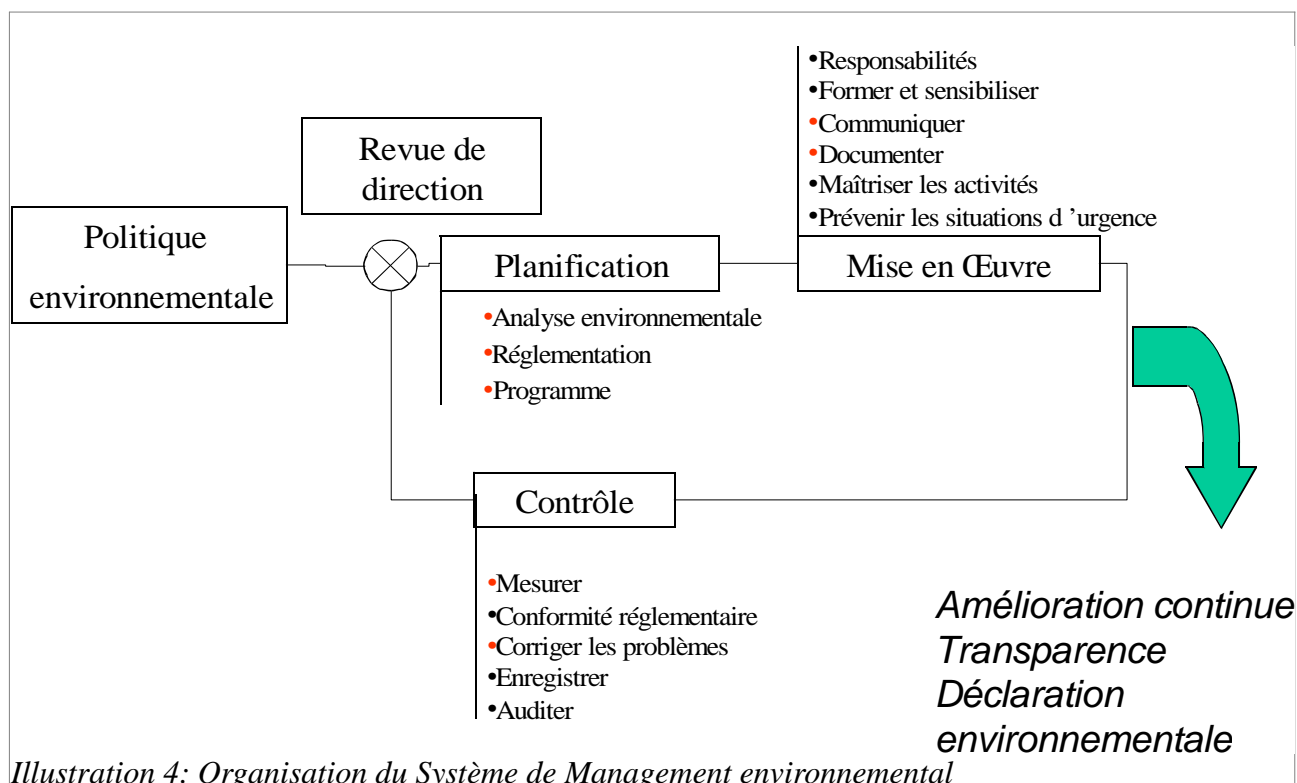 •Responsabilités
•Former et sensibiliser
•Communiquer
•Documenter
•Maîtriser les activités
•Prévenir les situations d ’urgence
Revue de
direction
Politique
environnementale
Planification
Mise en Œuvre
•Analyse environnementale
•Réglementation
•Programme
Contrôle
•Mesurer
•Conformité réglementaire
•Corriger les problèmes
•Enregistrer
•Auditer
Amélioration continue
Transparence
Déclaration
environnementale
Illustration 4: Organisation du Système de Management environnemental